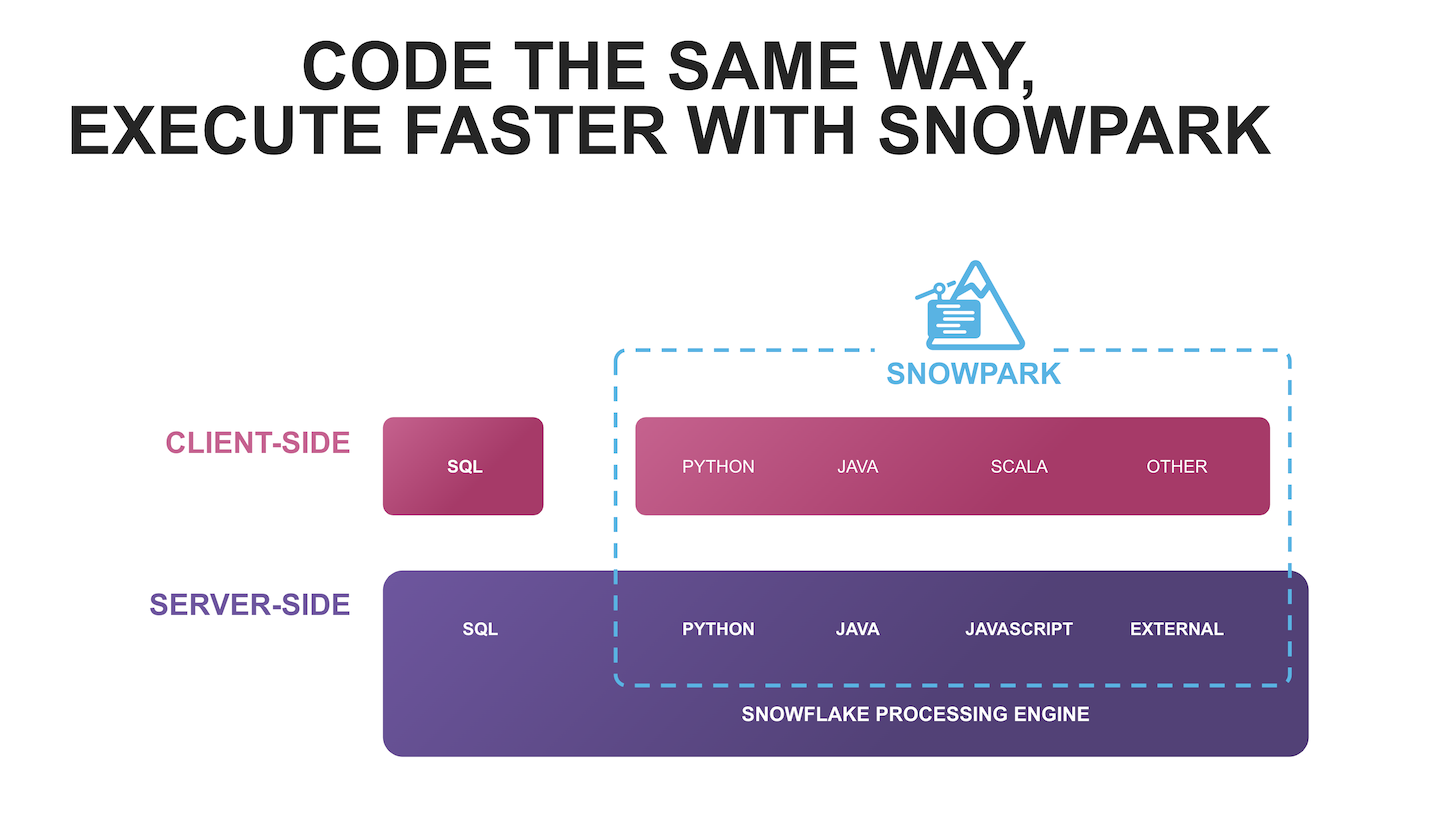 CODE THE SAME WAY,
EXECUTE FASTER WITH SNOWPARK
SNOWPARK
CLIENT-SIDE
SQL
PYTHON JAVA SCALA OTHER
SERVER-SIDE
SQL PYTHON JAVA JAVASCRIPT EXTERNAL
SNOWFLAKE PROCESSING ENGINE